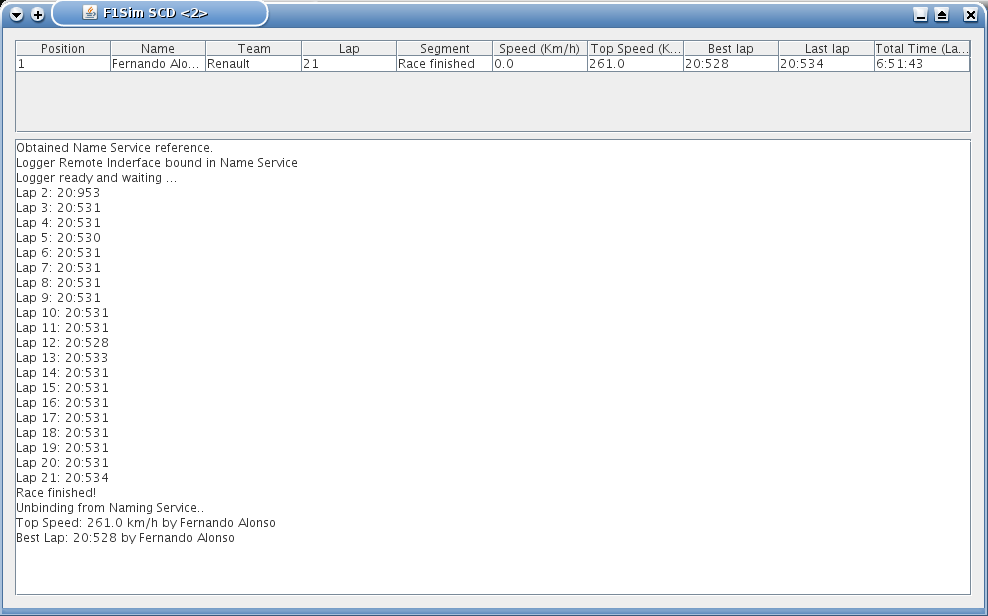 F1Sim SCD <2>
Position Name Team Lap Segment Speed (Km/h) Top Speed (K... Best lap Last lap Total Time (La...
1 Fernando Alo... Renault 21 Race finished 0.0 261.0 20:528 20:534 6:51:43
Obtained Name Service reference.
Logger Remote Inderface bound in Name Service
Logger ready and waiting ...
Lap 2: 20:953
Lap 3: 20:531
Lap 4: 20:531
Lap 5: 20:530
Lap 6: 20:531
Lap 7: 20:531
Lap 8: 20:531
Lap 9: 20:531
Lap 10: 20:531
Lap 11: 20:531
Lap 12: 20:528
Lap 13: 20:533
Lap 14: 20:531
Lap 15: 20:531
Lap 16: 20:531
Lap 17: 20:531
Lap 18: 20:531
Lap 19: 20:531
Lap 20: 20:531
Lap 21: 20:534
Race finished!
Unbinding from Naming Service..
Top Speed: 261.0 km/h by Fernando Alonso
Best Lap: 20:528 by Fernando Alonso